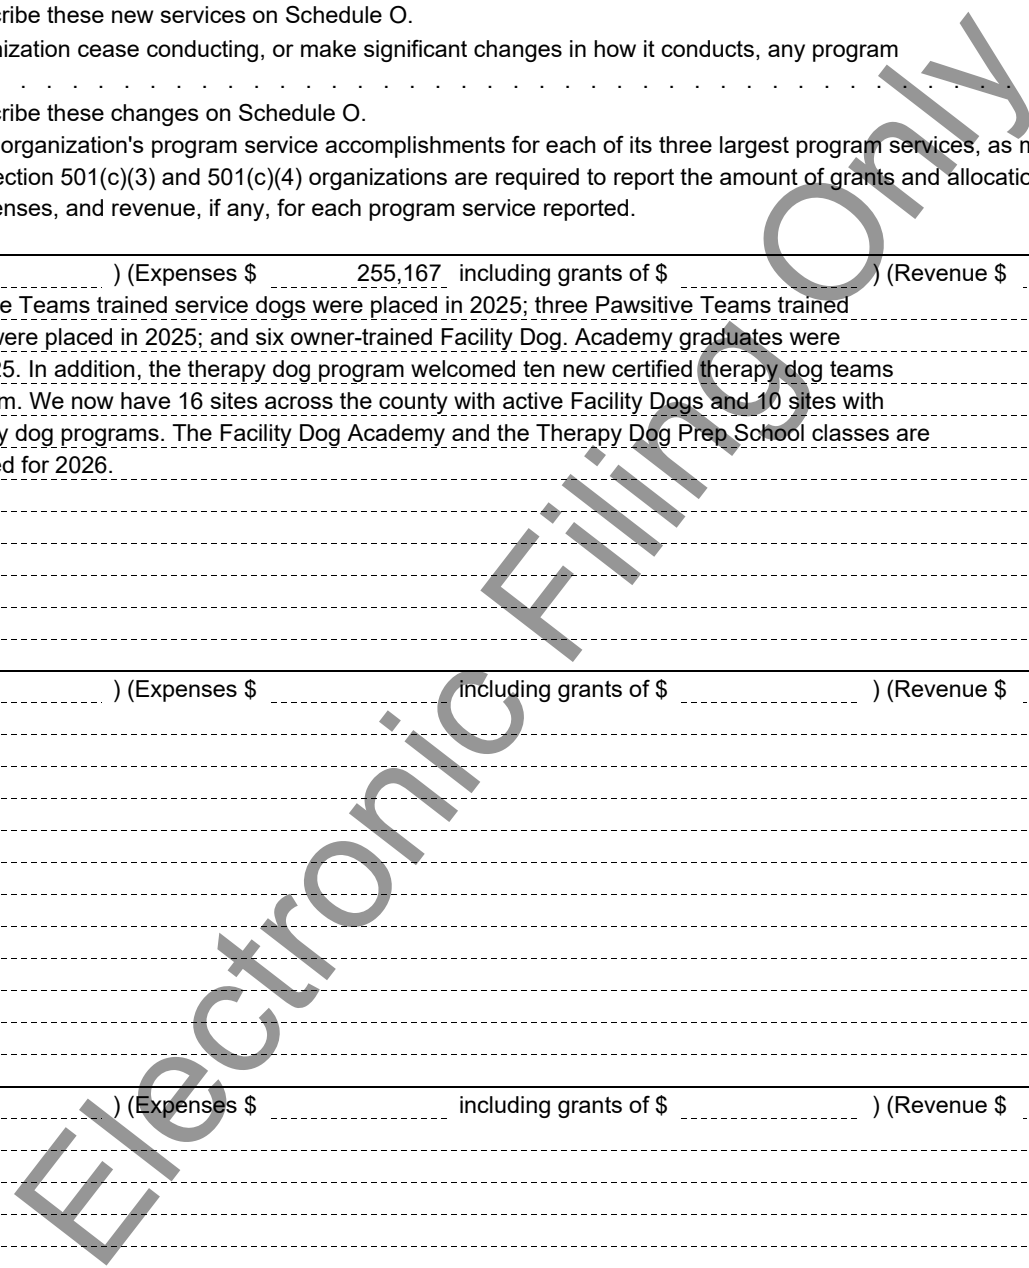 cribe these new services on Schedule O.
nization cease conducting, or make significant changes in how it conducts, any program
. . . . . . . . . . . . . . . . . . . . . . . . . . . . . . . . . . . . . . .
cribe these changes on Schedule O.
organization's program service accomplishments for each of its three largest program services, as m
ection 501(c)(3) and 501(c)(4) organizations are required to report the amount of grants and allocatio
enses, and revenue, if any, for each program service reported.
) (Expenses $ 255,167 including grants of $ ) (Revenue $
e Teams trained service dogs were placed in 2025; three Pawsitive Teams trained
were placed in 2025; and six owner-trained Facility Dog. Academy graduates were
25. In addition, the therapy dog program welcomed ten new certified therapy dog teams
m. We now have 16 sites across the county with active Facility Dogs and 10 sites with
y dog programs. The Facility Dog Academy and the Therapy Dog Prep School classes are
ed for 2026.
) (Expenses $ including grants of $ ) (Revenue $
) (Expenses $ including grants of $ ) (Revenue $
Electronic Filing Only